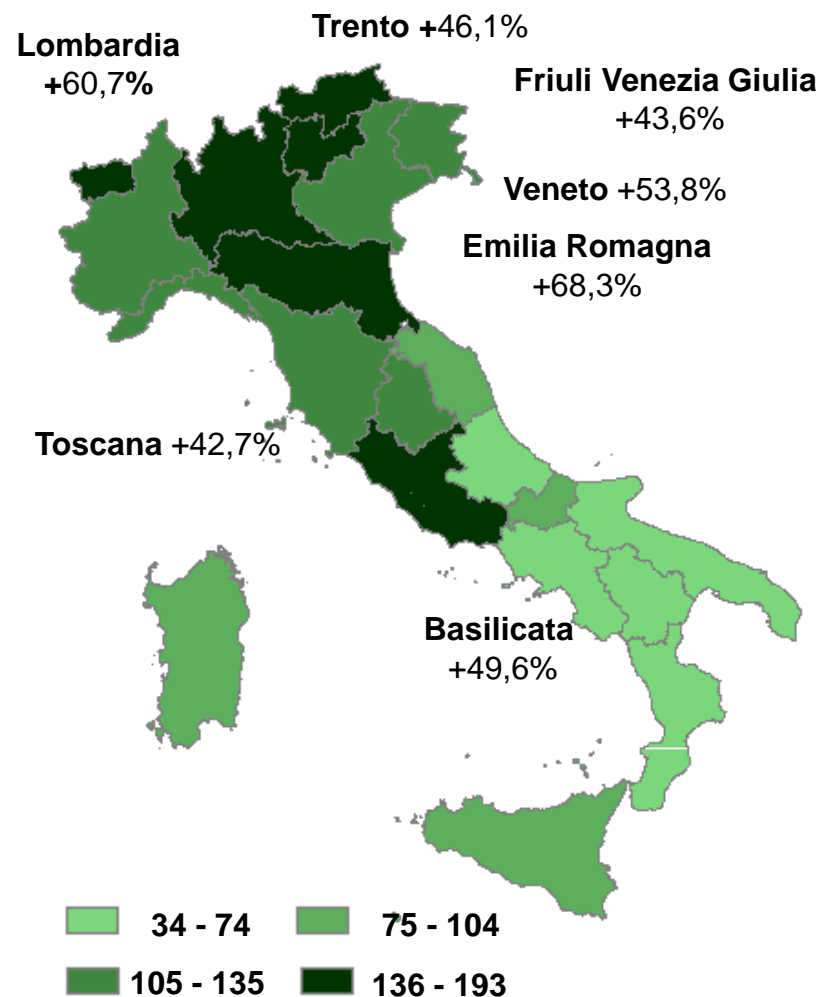 Trento +46,1%
Lombardia
+60,7%
Friuli Venezia Giulia
+43,6%
Veneto +53,8%
Emilia Romagna
+68,3%
Toscana +42,7%
Basilicata
+49,6%
34 - 74
75 - 104
105 - 135
136 - 193